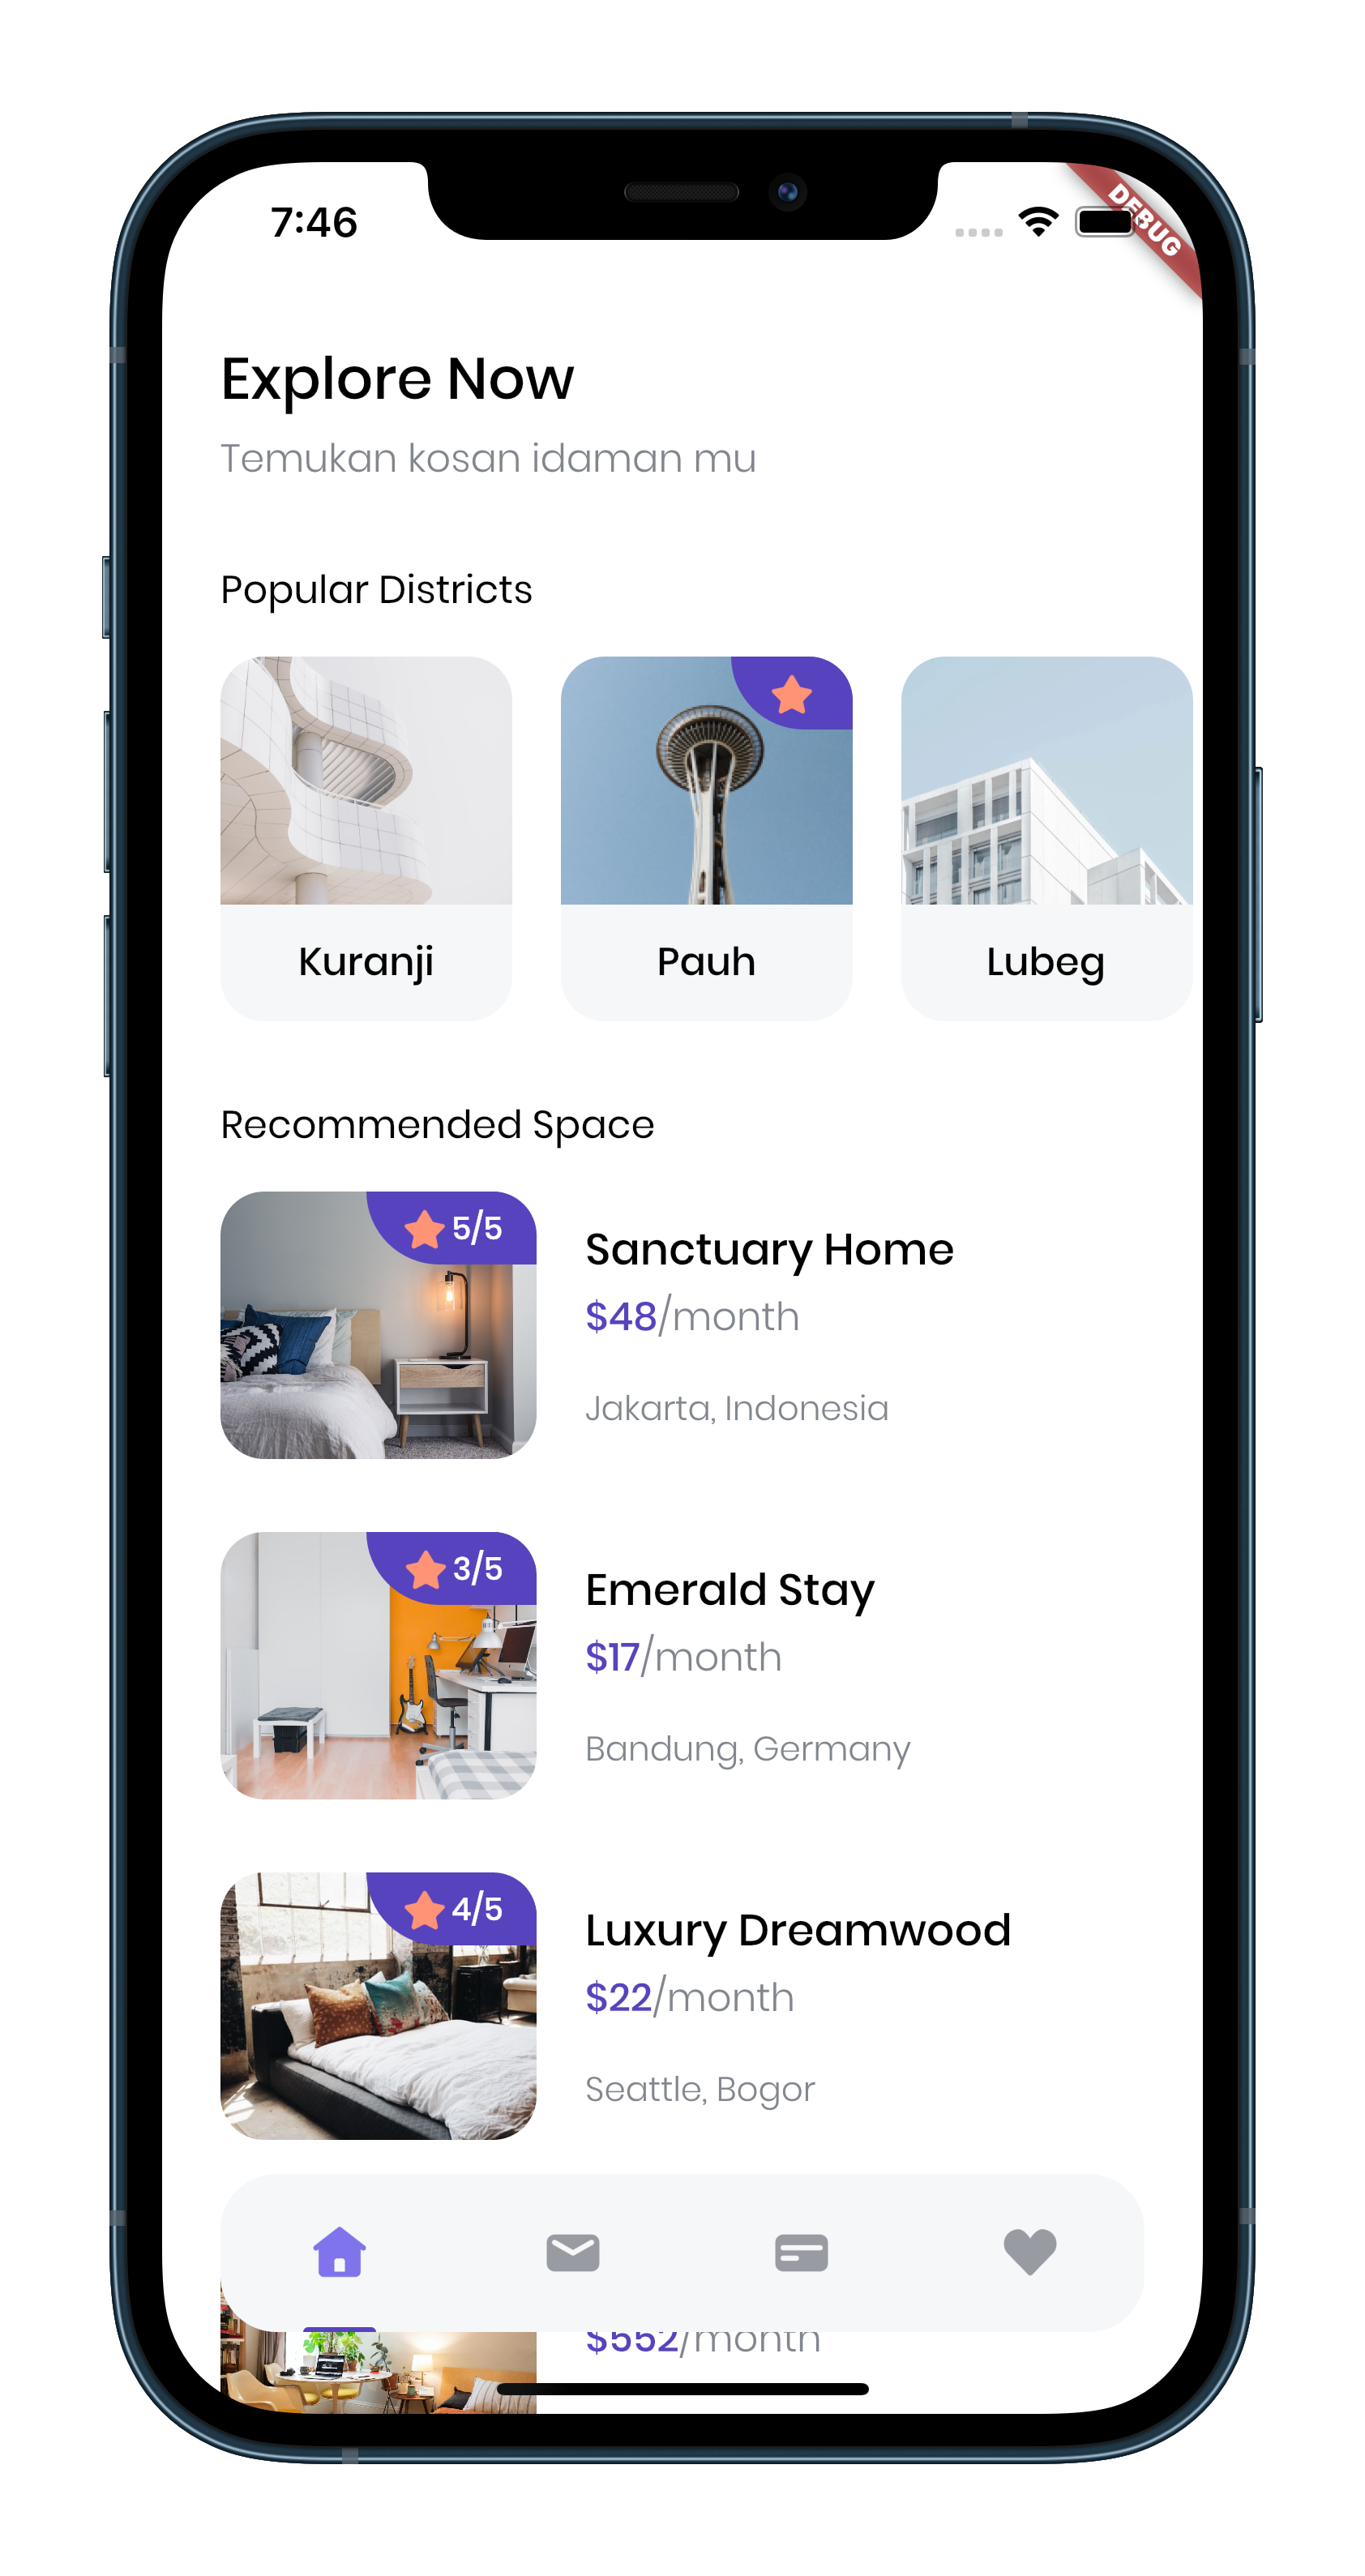 7:46
DEBUG
Explore Now
Temukan kosan idaman mu
Popular Districts
Kuranji
Pauh
Lubeg
Recommended Space
5/5
Sanctuary Home
$48/month
Jakarta, Indonesia
3/5
Emerald Stay
$17/month
Bandung, Germany
4/5
Luxury Dreamwood
$22/month
Seattle, Bogor
$552/month